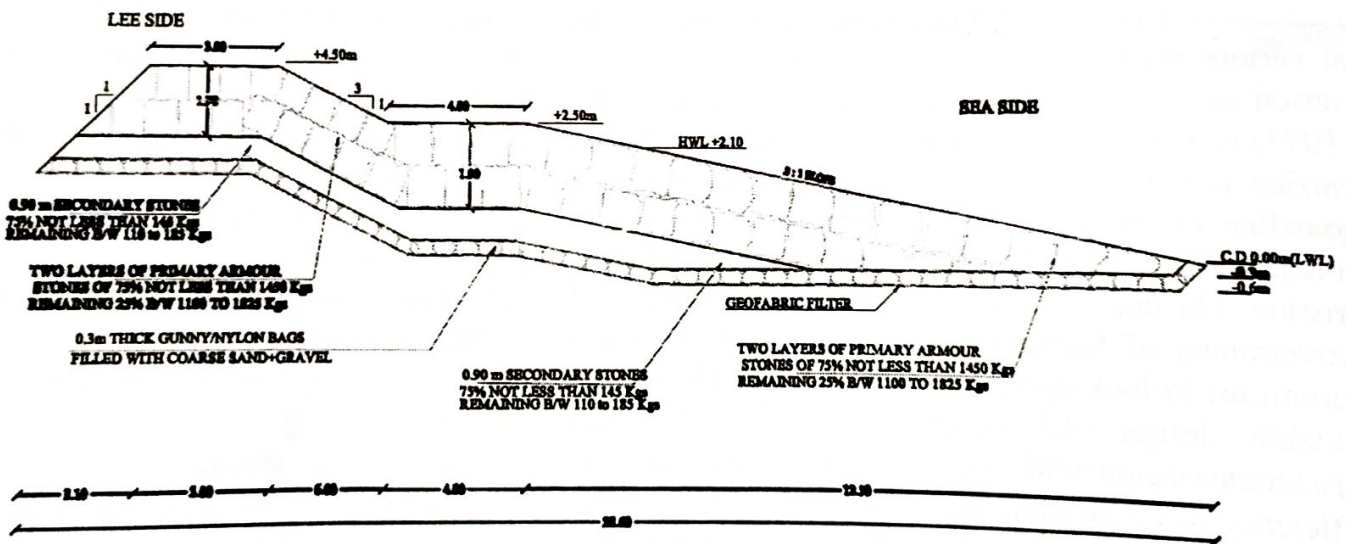 LEE SIDE
3.00
+4.50m
1
1
3
1
4.00
+2.50m
SEA SIDE
HWL +2.10
SLOPE
C.D 0.00m(LWL)
-0.3m
-0.6m
0.90 m SECONDARY STONES
75% NOT LESS THAN 145 Kgs
REMAINING B/W 110 to 185 Kgs
TWO LAYERS OF PRIMARY ARMOUR
STONES OF 75% NOT LESS THAN 1450 Kgs
REMAINING 25% B/W 1100 TO 1825 Kgs
GEOFABRIC FILTER
0.3m THICK GUNNY/NYLON BAGS
FILLED WITH COARSE SAND+GRAVEL
0.90 m SECONDARY STONES
75% NOT LESS THAN 145 Kgs
REMAINING B/W 110 to 185 Kgs
TWO LAYERS OF PRIMARY ARMOUR
STONES OF 75% NOT LESS THAN 1450 Kgs
REMAINING 25% B/W 1100 TO 1825 Kgs
4.00